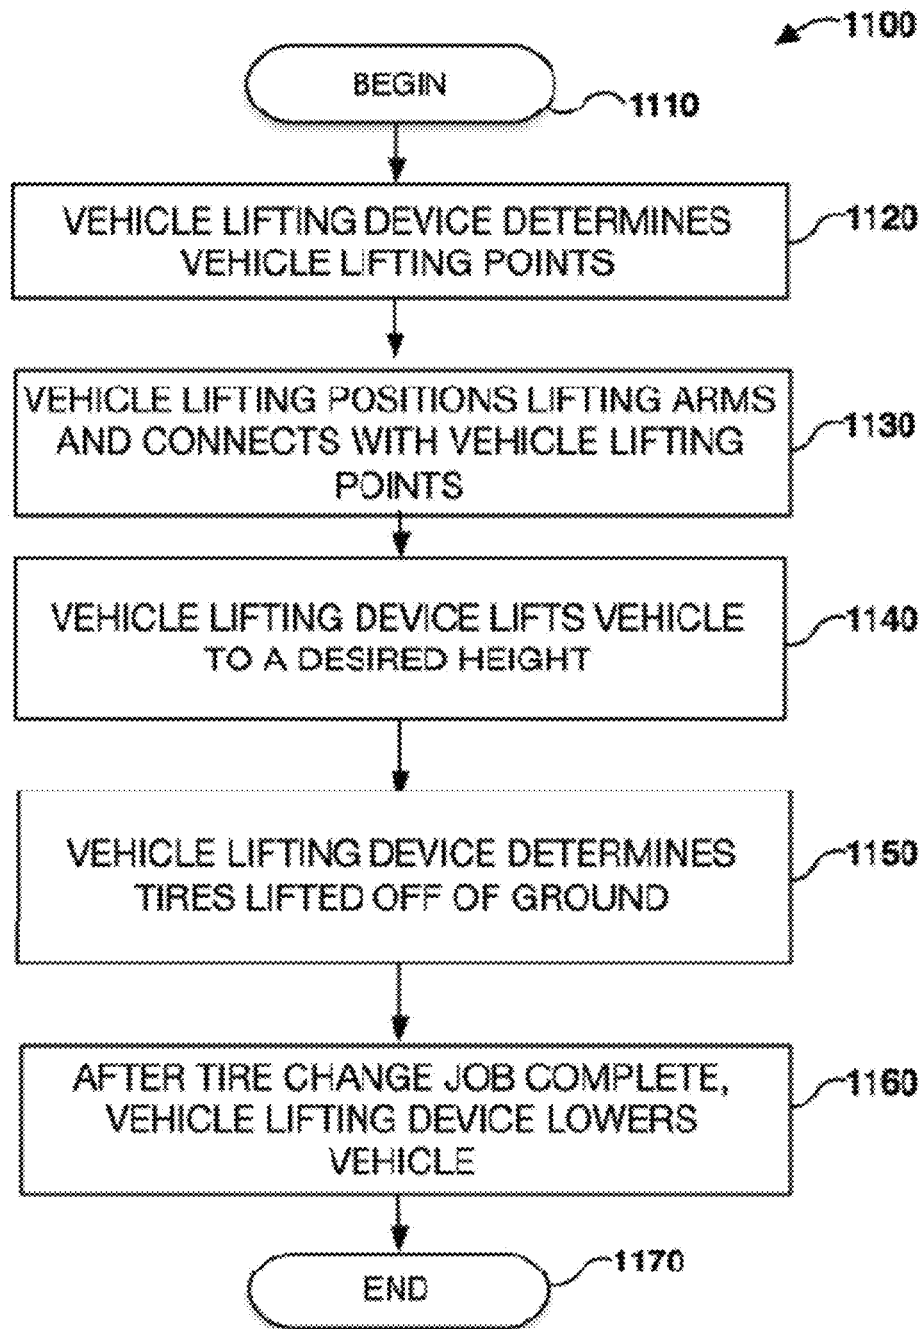 1100
BEGIN
1110
VEHICLE LIFTING DEVICE DETERMINES
VEHICLE LIFTING POINTS
1120
VEHICLE LIFTING POSITIONS LIFTING ARMS
AND CONNECTS WITH VEHICLE LIFTING
POINTS
1130
VEHICLE LIFTING DEVICE LIFTS VEHICLE
TO A DESIRED HEIGHT
1140
VEHICLE LIFTING DEVICE DETERMINES
TIRES LIFTED OFF OF GROUND
1150
AFTER TIRE CHANGE JOB COMPLETE,
VEHICLE LIFTING DEVICE LOWERS
VEHICLE
1160
END
1170